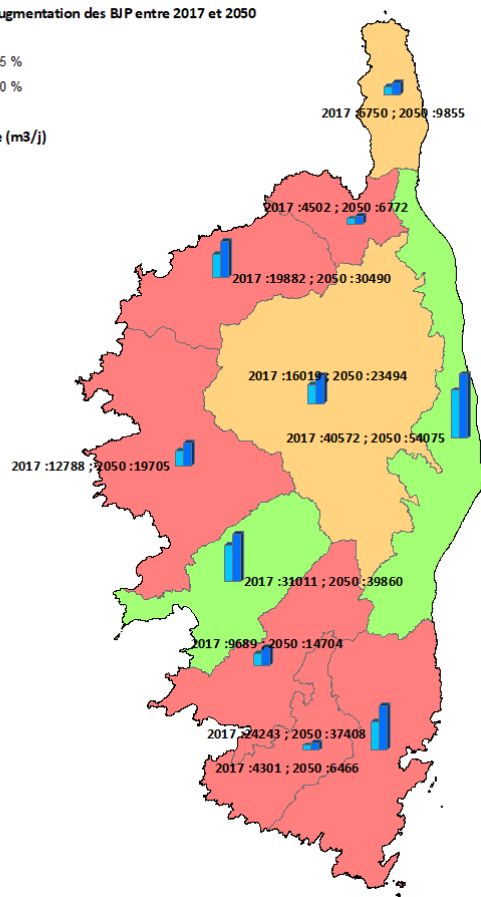 ugmentation des BJP entre 2017 et 2050
5 %
0 %
e (m3/j)
2017 :6750 ; 2050 :9855
2017 :4502 ; 2050 :6772
2017 :19882 ; 2050 :30490
2017 :16019 ; 2050 :23494
2017 :40572 ; 2050 :54075
2017 :12788 ; 2050 :19705
2017 :31011 ; 2050 :39860
2017 :9689 ; 2050 :14704
2017 :24243 ; 2050 :37408
2017 :4301 ; 2050 :6466